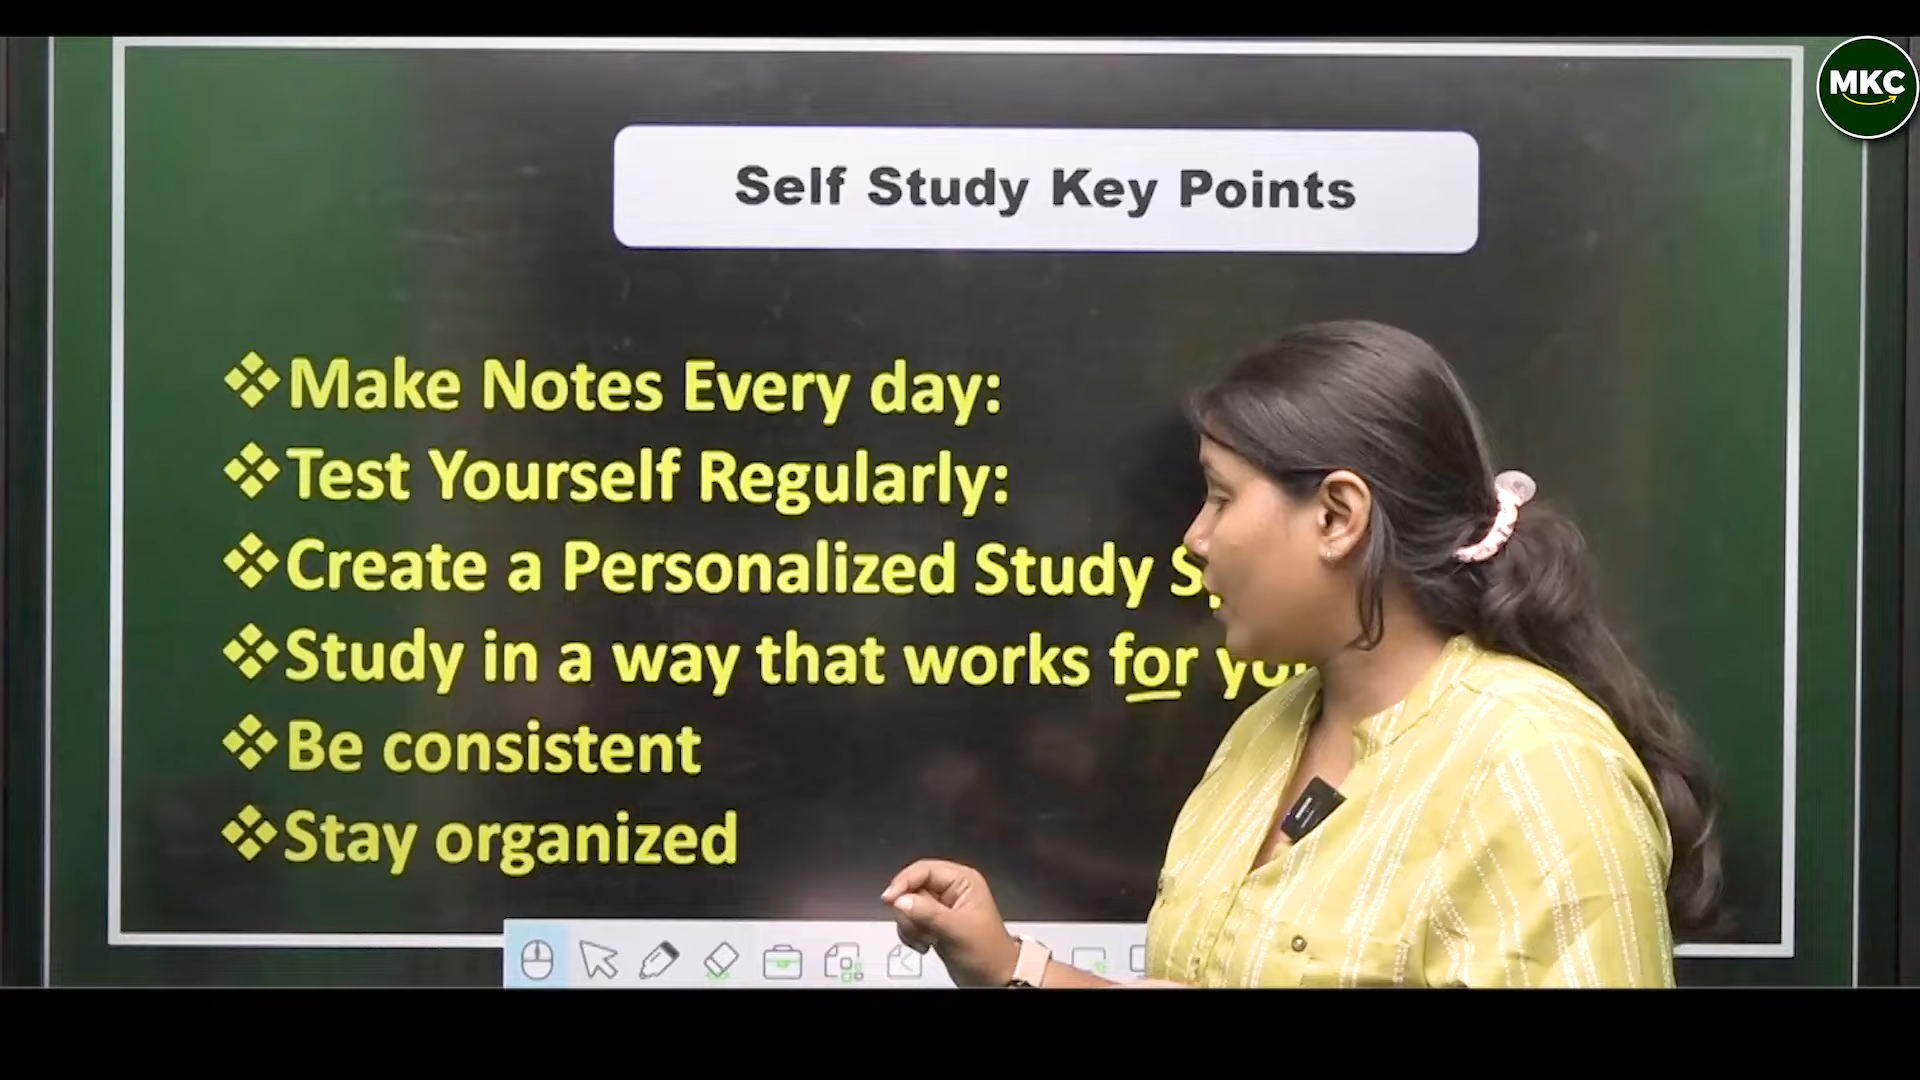 MKC
Self Study Key Points
❖Make Notes Every day:
❖Test Yourself Regularly:
❖Create a Personalized Study
❖Study in a way that works for
❖Be consistent
❖Stay organized